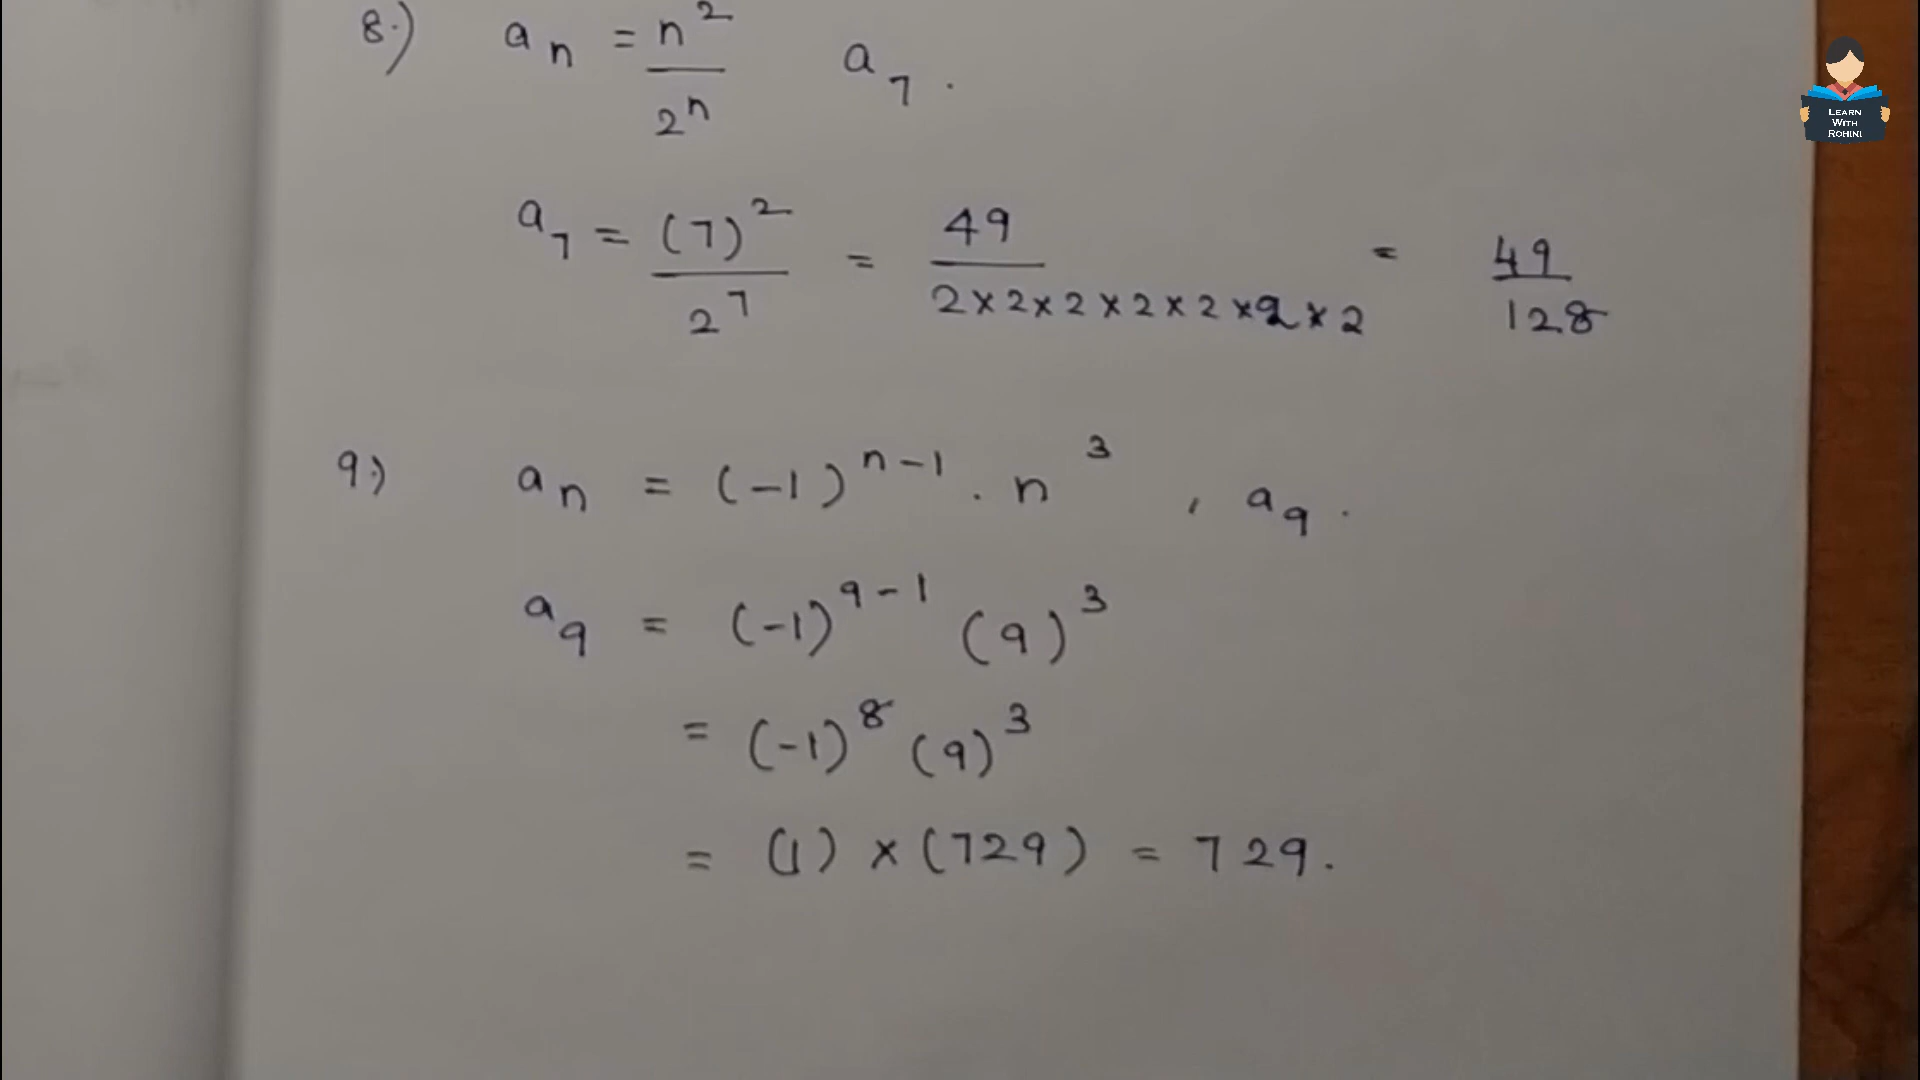 8.) aₙ = n²/2ⁿ a₇.
a₇ = (7)²/2⁷ = 49/2×2×2×2×2×2×2 = 49/128
9.) aₙ = (-1)ⁿ⁻¹ . n³ , a₉.
a₉ = (-1)⁹⁻¹ (9)³
= (-1)⁸ (9)³
= (1) × (729) = 729.
LEARN
WITH
ROHINI